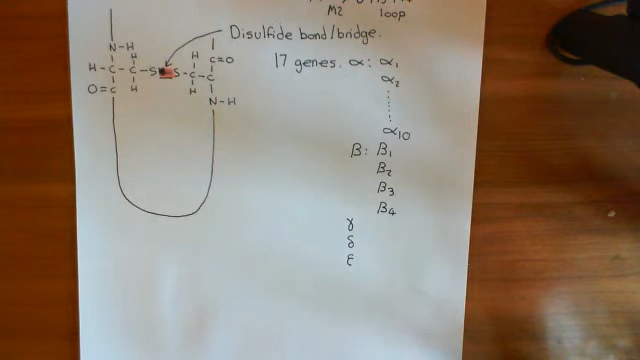 M2 loop
Disulfide bond/bridge.
N-H
H
H-C-C-S-S-C-C
H
C=O
O=C
H
H
N-H
17 genes. α: α1
α2
α10
β: β1
β2
β3
β4
γ
δ
ξ